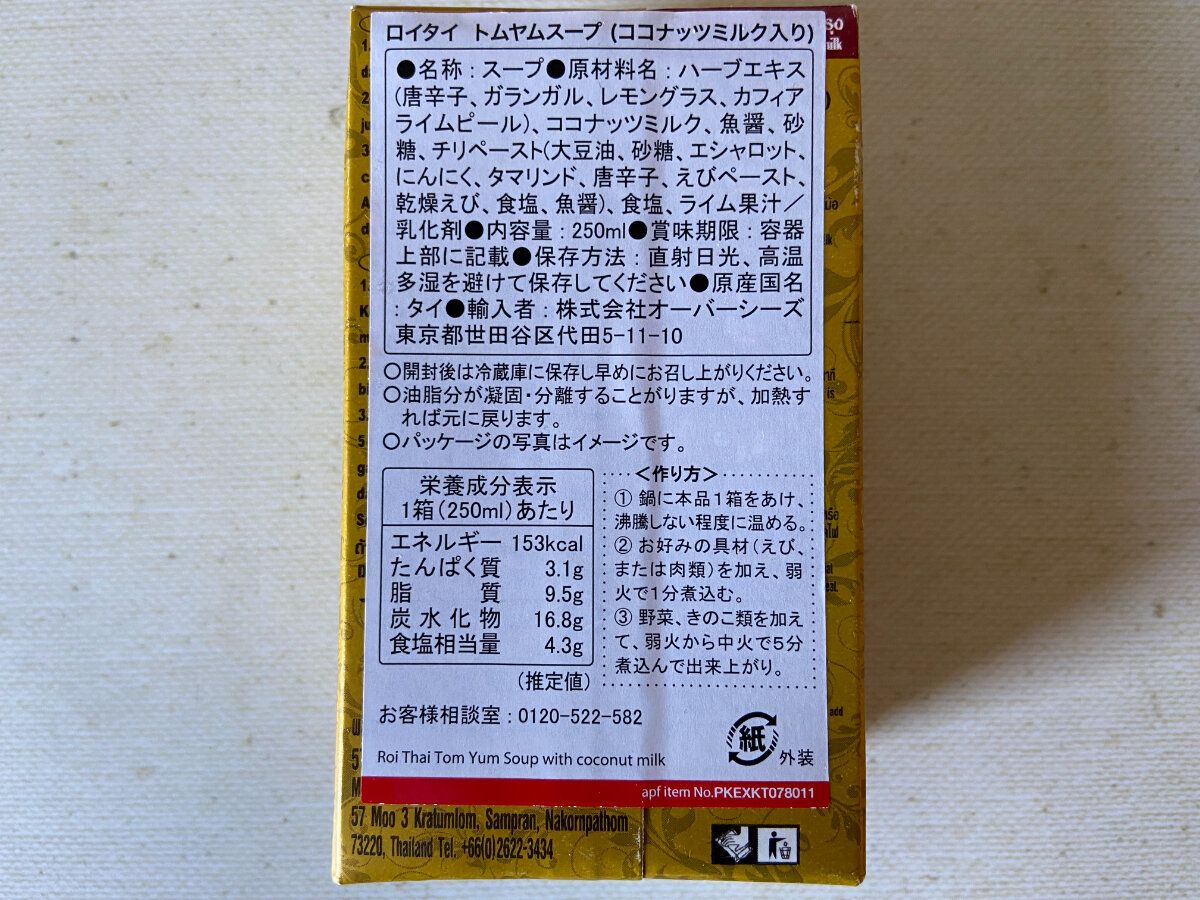 ロイタイ トムヤムスープ (ココナッツミルク入り)
●名称：スープ●原材料名：ハーブエキス
(唐辛子、ガランガル、レモングラス、カフィア
ライムピール)、ココナッツミルク、魚醤、砂
糖、チリペースト(大豆油、砂糖、エシャロット、
にんにく、タマリンド、唐辛子、えびペースト、
乾燥えび、食塩、魚醤)、食塩、ライム果汁／
乳化剤●内容量：250ml●賞味期限：容器
上部に記載●保存方法：直射日光、高温
多湿を避けて保存してください●原産国名
：タイ●輸入者：株式会社オーバーシーズ
東京都世田谷区代田5-11-10
○開封後は冷蔵庫に保存し早めにお召し上がりください。
○油脂分が凝固・分離することがありますが、加熱す
れば元に戻ります。
○パッケージの写真はイメージです。
栄養成分表示
1箱(250ml)あたり
エネルギー 153kcal
たんぱく質 3.1g
脂質 9.5g
炭水化物 16.8g
食塩相当量 4.3g
(推定値)
＜作り方＞
① 鍋に本品1箱をあけ、
沸騰しない程度に温める。
② お好みの具材(えび、
または肉類)を加え、弱
火で1分煮込む。
③ 野菜、きのこ類を加え
て、弱火から中火で5分
煮込んで出来上がり。
お客様相談室：0120-522-582
紙
外装
Roi Thai Tom Yum Soup with coconut milk
apf item No.PKEXKT078011
57 Moo 3 Kratumlom, Sampran, Nakornpathom
73220, Thailand Tel. +66(0)2622-3434